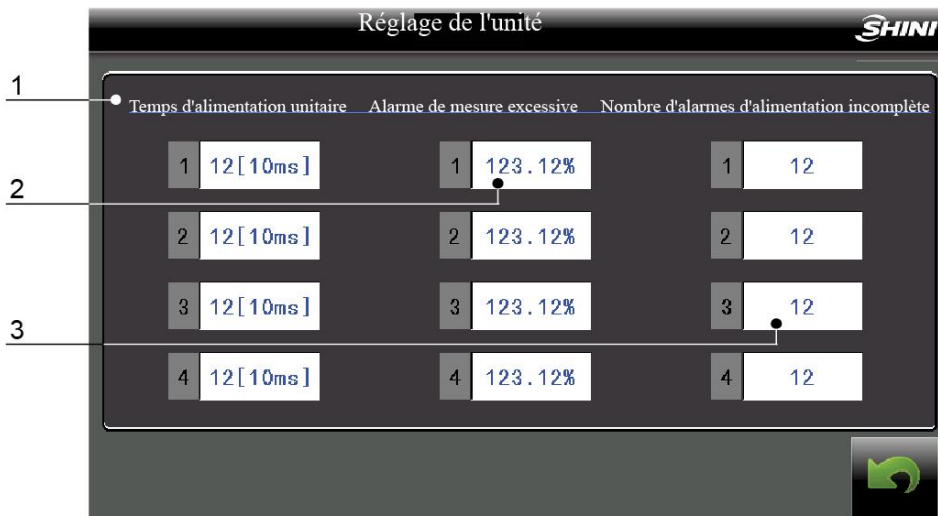 Réglage de l'unité
SHINI
1
Temps d'alimentation unitaire Alarme de mesure excessive Nombre d'alarmes d'alimentation incomplète
1 12[10ms] 1 123.12% 1 12
2
2 12[10ms] 2 123.12% 2 12
3 12[10ms] 3 123.12% 3 12
3
4 12[10ms] 4 123.12% 4 12